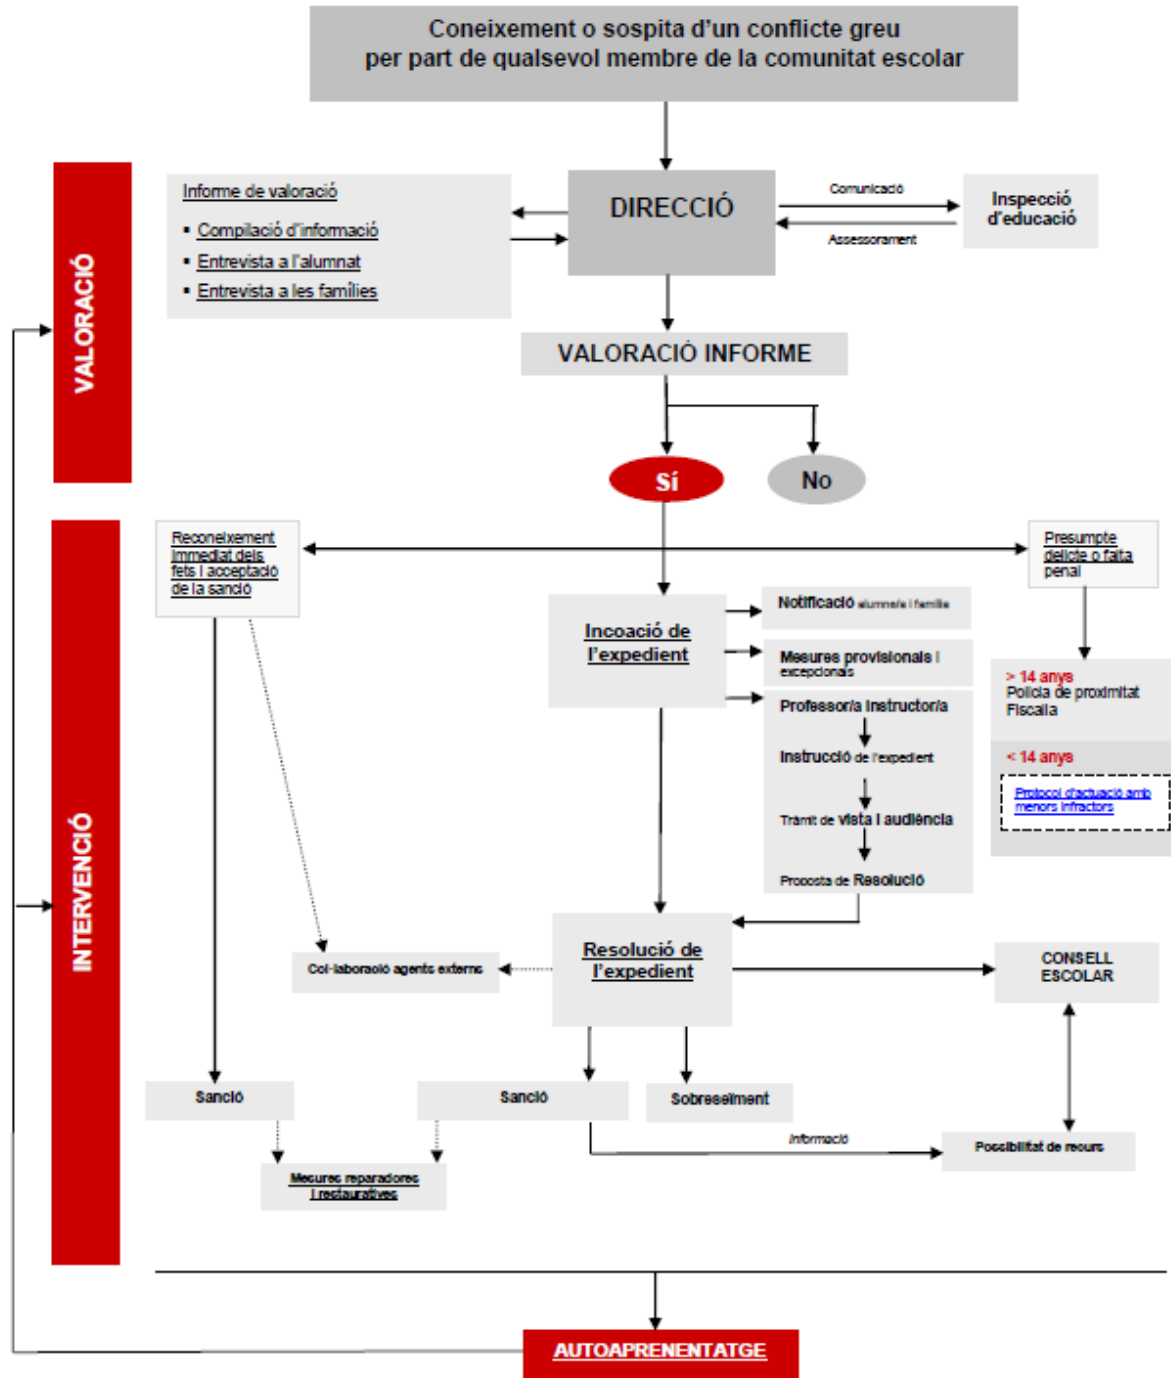 Coneixement o sospita d'un conflicte greu
per part de qualsevol membre de la comunitat escolar
VALORACIÓ
Informe de valoració
▪ Compilació d'informació
▪ Entrevista a l'alumnat
▪ Entrevista a les famílies
DIRECCIÓ
Comunicació
Assessorament
Inspecció
d'educació
VALORACIÓ INFORME
Sí
No
INTERVENCIÓ
Reconeixement
immediat dels
fets i acceptació
de la sanció
Presumpte
delicte o falta
penal
Incoació de
l'expedient
Notificació alumne/a i família
Mesures provisionals i
excepcionals
Professor/a instructor/a
Instrucció de l'expedient
Tràmit de vista i audiència
Proposta de Resolució
> 14 anys
Policia de proximitat
Fiscalia
< 14 anys
Protocol d'actuació amb
menors infractors
Resolució de
l'expedient
Col·laboració agents externs
CONSELL
ESCOLAR
Sanció
Sanció
Sobreseïment
Informació
Possibilitat de recurs
Mesures reparadores
i restauratives
AUTOAPRENENTATGE